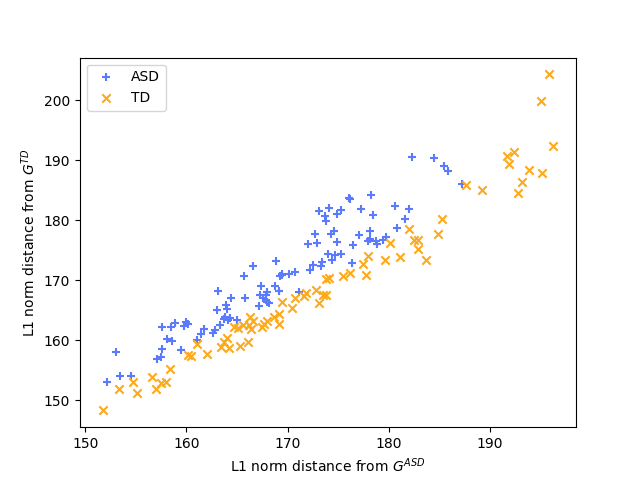 ASD
TD
200
190
180
170
160
150
L1 norm distance from G^{TD}
150
160
170
180
190
L1 norm distance from G^{ASD}